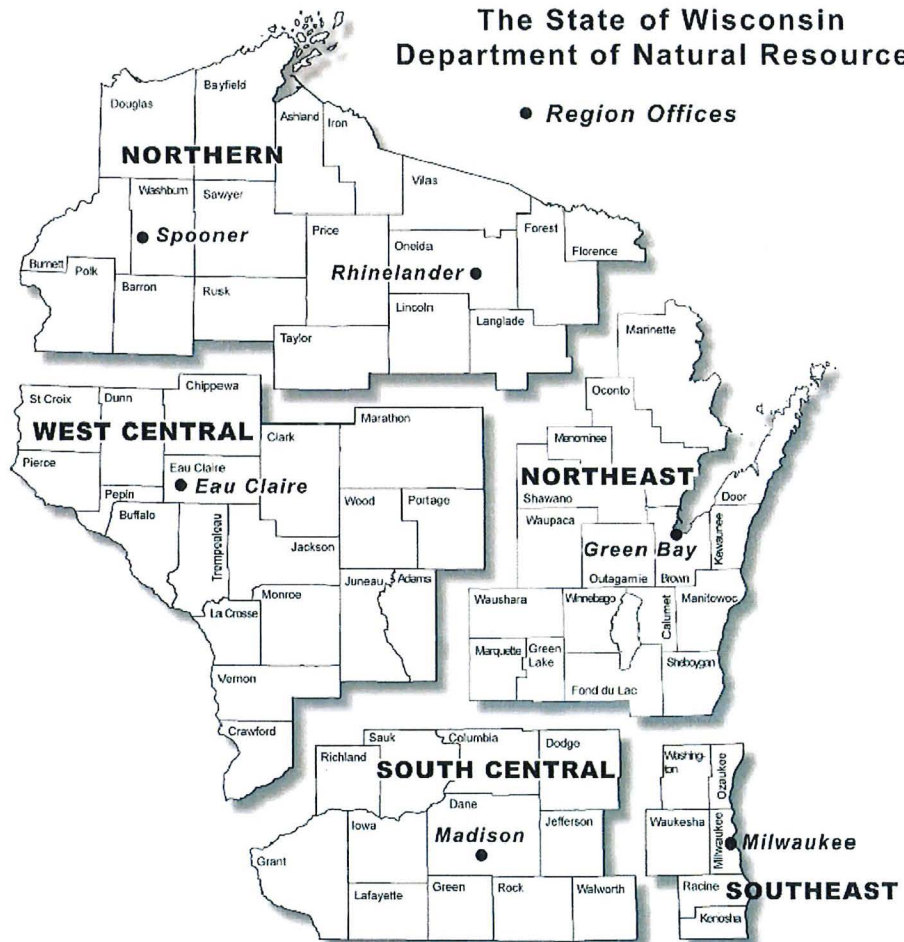 The State of Wisconsin
Department of Natural Resource
Region Offices
Douglas
Bayfield
Ashland
Iron
NORTHERN
Vilas
Washburn
Sawyer
Spooner
Price
Oneida
Forest
Florence
Rhinelander
Burnett
Polk
Barron
Rusk
Lincoln
Langlade
Taylor
Marinette
St Croix
Dunn
Chippewa
Oconto
Marathon
WEST CENTRAL
Clark
Menominee
Pierce
Eau Claire
Eau Claire
NORTHEAST
Pepin
Wood
Portage
Shawano
Door
Buffalo
Waupaca
Trempealeau
Jackson
Green Bay
Kewaunee
Juneau
Adams
Outagamie
Brown
Monroe
Waushara
Winnebago
Calumet
Manitowoc
La Crosse
Marquette
Green
Lake
Sheboygan
Vernon
Fond du Lac
Crawford
Sauk
Columbia
Dodge
Richland
Washing-
ton
Ozaukee
SOUTH CENTRAL
Dane
Iowa
Jefferson
Waukesha
Milwaukee
Madison
Milwaukee
Grant
Lafayette
Green
Rock
Walworth
Racine
SOUTHEAST
Kenosha